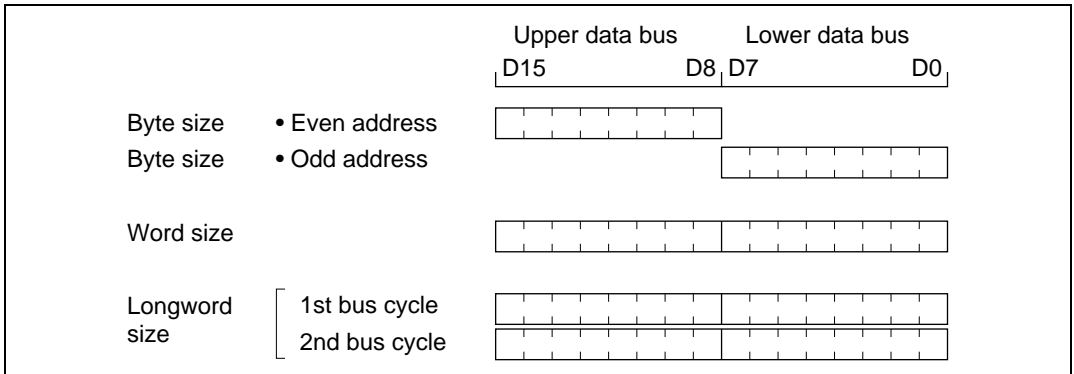 Upper data bus Lower data bus
D15 D8 D7 D0
Byte size • Even address
Byte size • Odd address
Word size
Longword size 1st bus cycle
2nd bus cycle